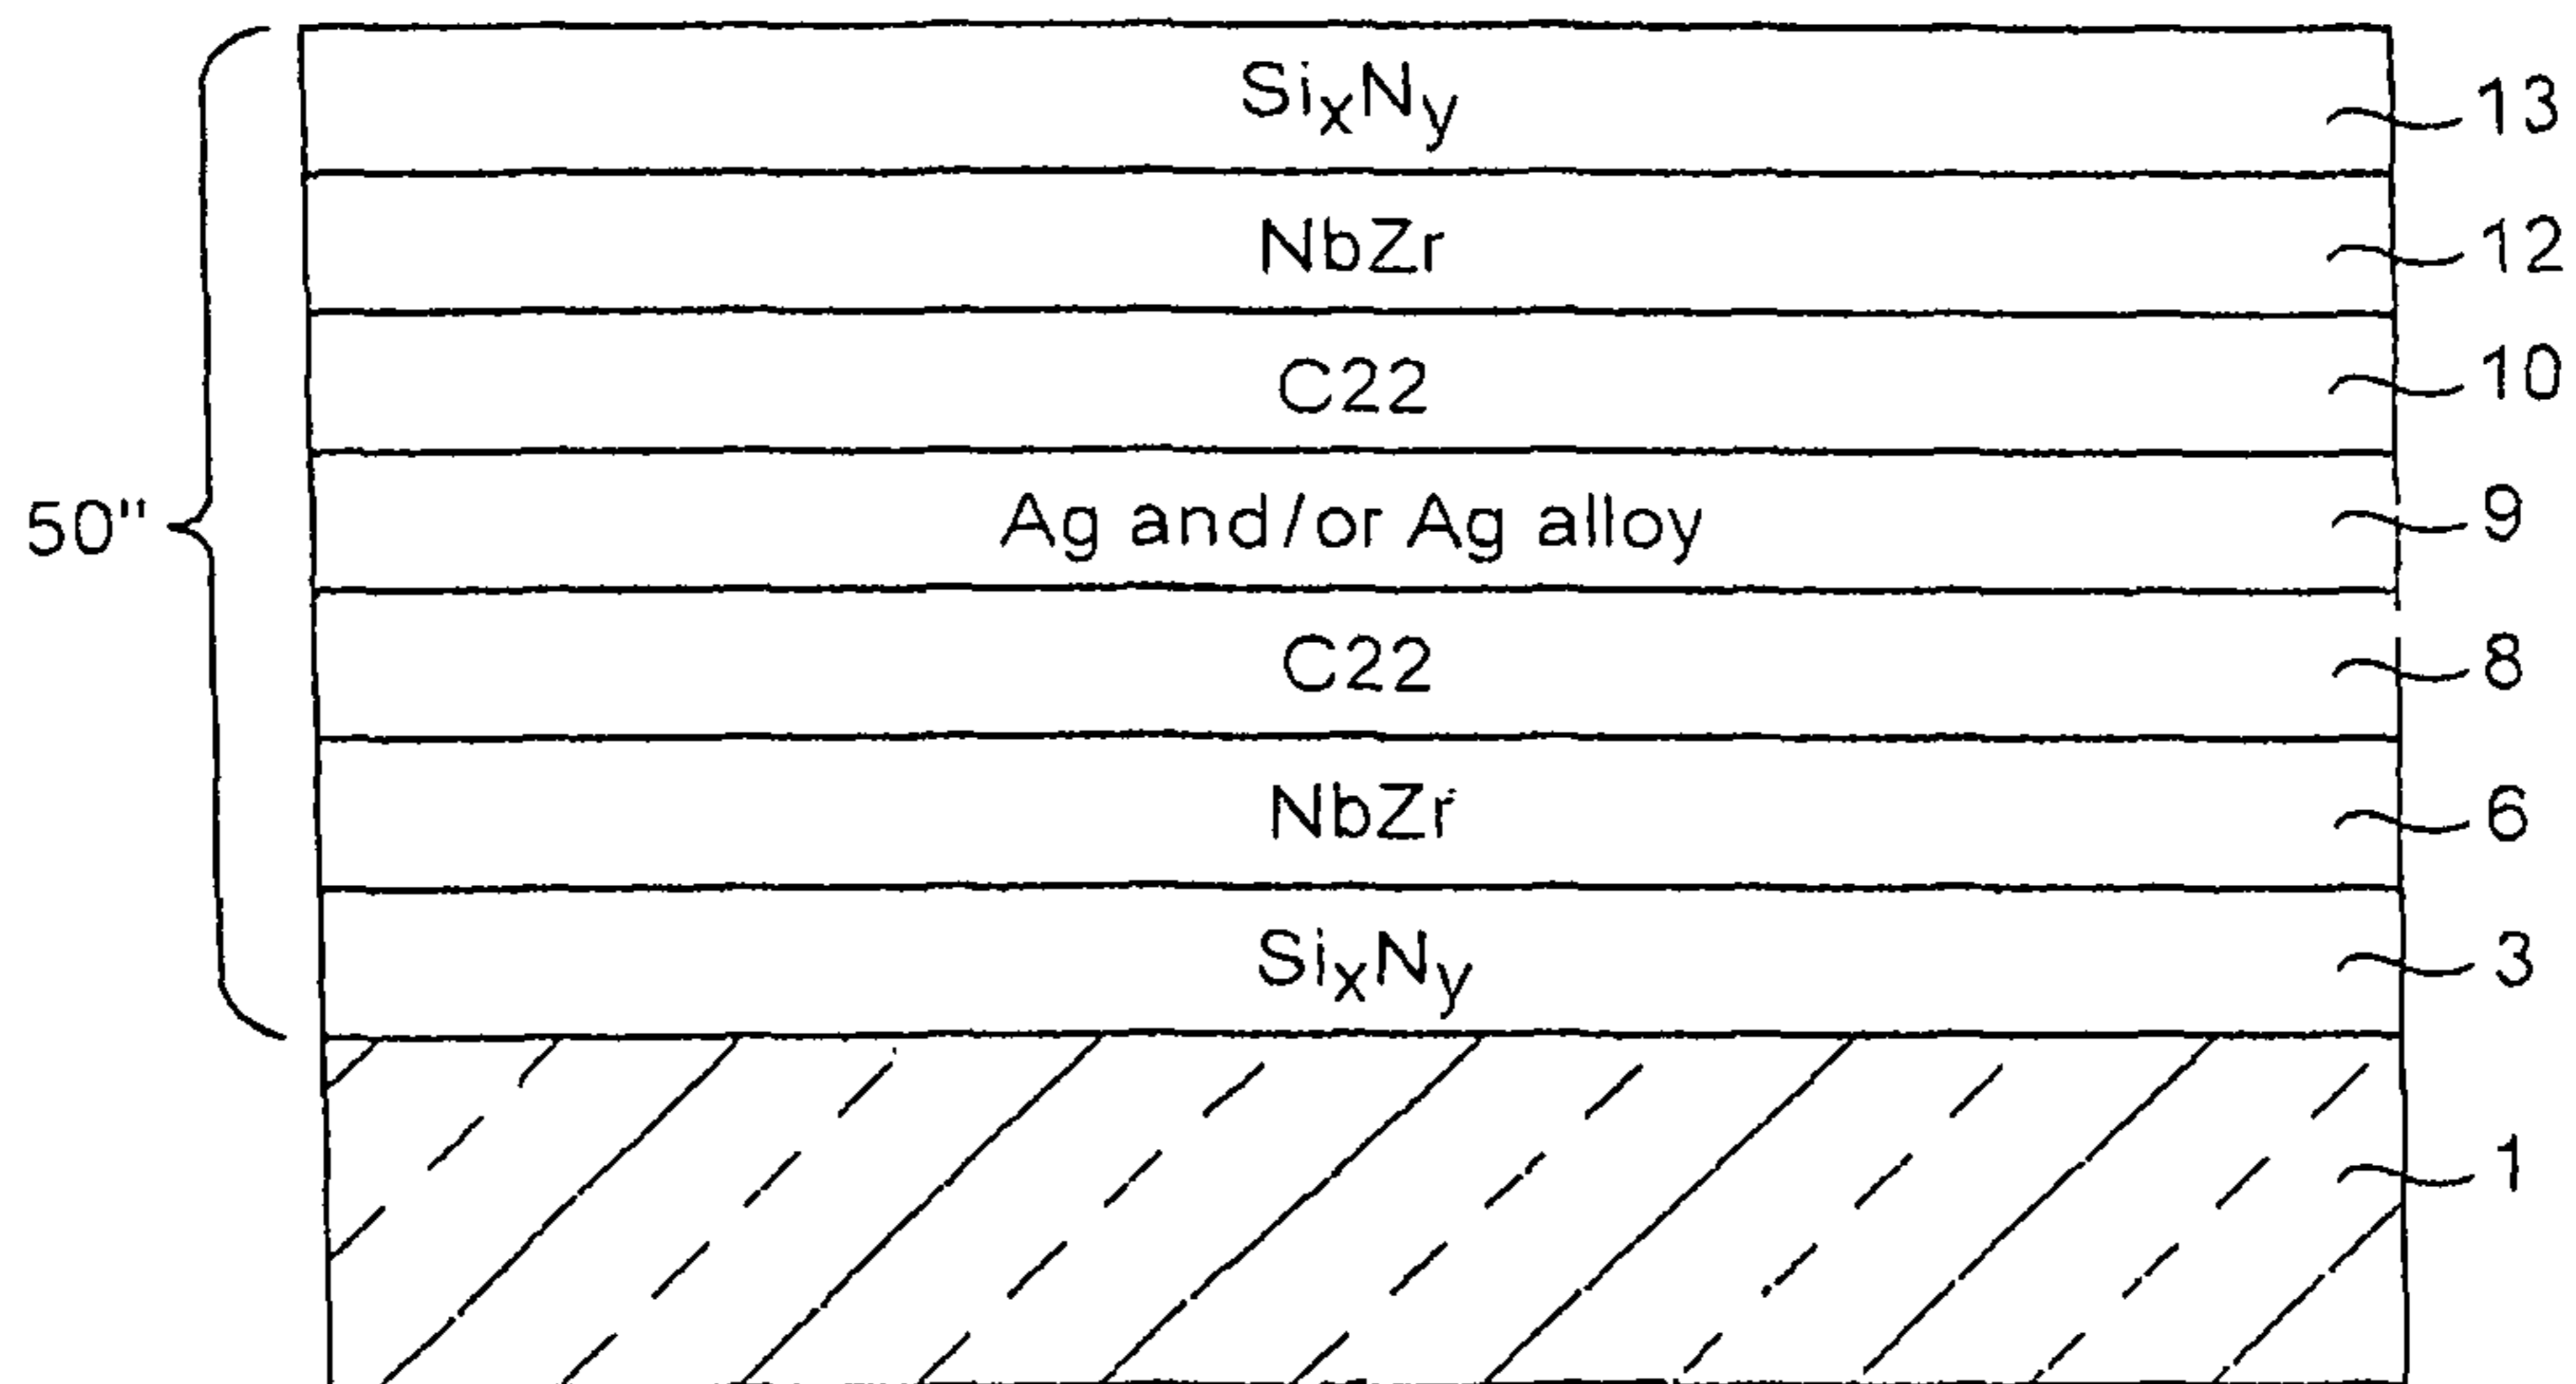 SixNy 13
NbZr 12
C22 10
50" Ag and/or Ag alloy 9
C22 8
NbZr 6
SixNy 3
1